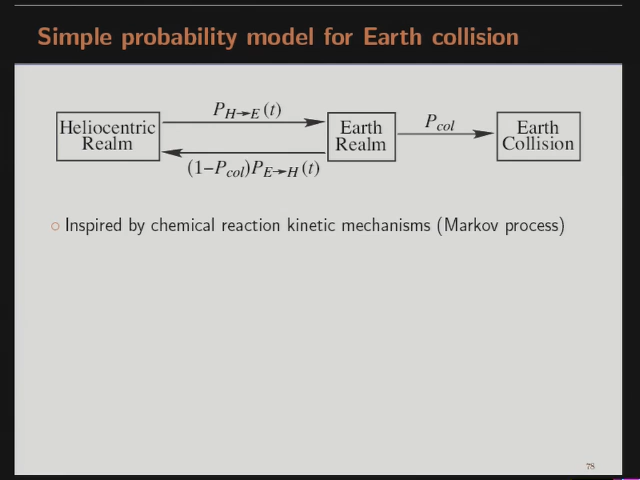 Simple probability model for Earth collision
P_{H→E}(t)
Heliocentric
Realm
Earth
Realm
P_{col}
Earth
Collision
(1−P_{col})P_{E→H}(t)
Inspired by chemical reaction kinetic mechanisms (Markov process)
78